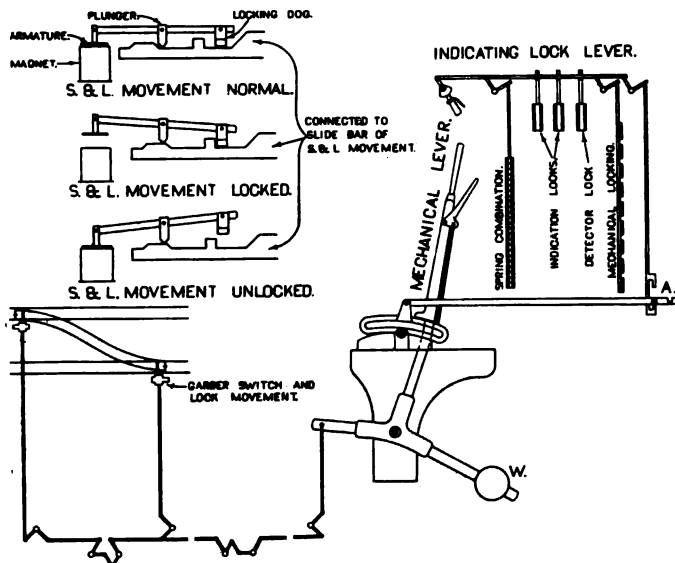 PLUNGER.
LOCKING DOG.
ARMATURE.
MAGNET.
S. & L. MOVEMENT NORMAL.
CONNECTED TO
SLIDE BAR OF
S.&L MOVEMENT.
S. & L. MOVEMENT LOCKED.
S. & L. MOVEMENT UNLOCKED.
INDICATING LOCK LEVER.
MECHANICAL LEVER.
SPRING COMBINATION.
INDICATION LOCKS.
DETECTOR LOCK
MECHANICAL LOCKING.
A.
GARBER SWITCH AND
LOCK MOVEMENT.
W.